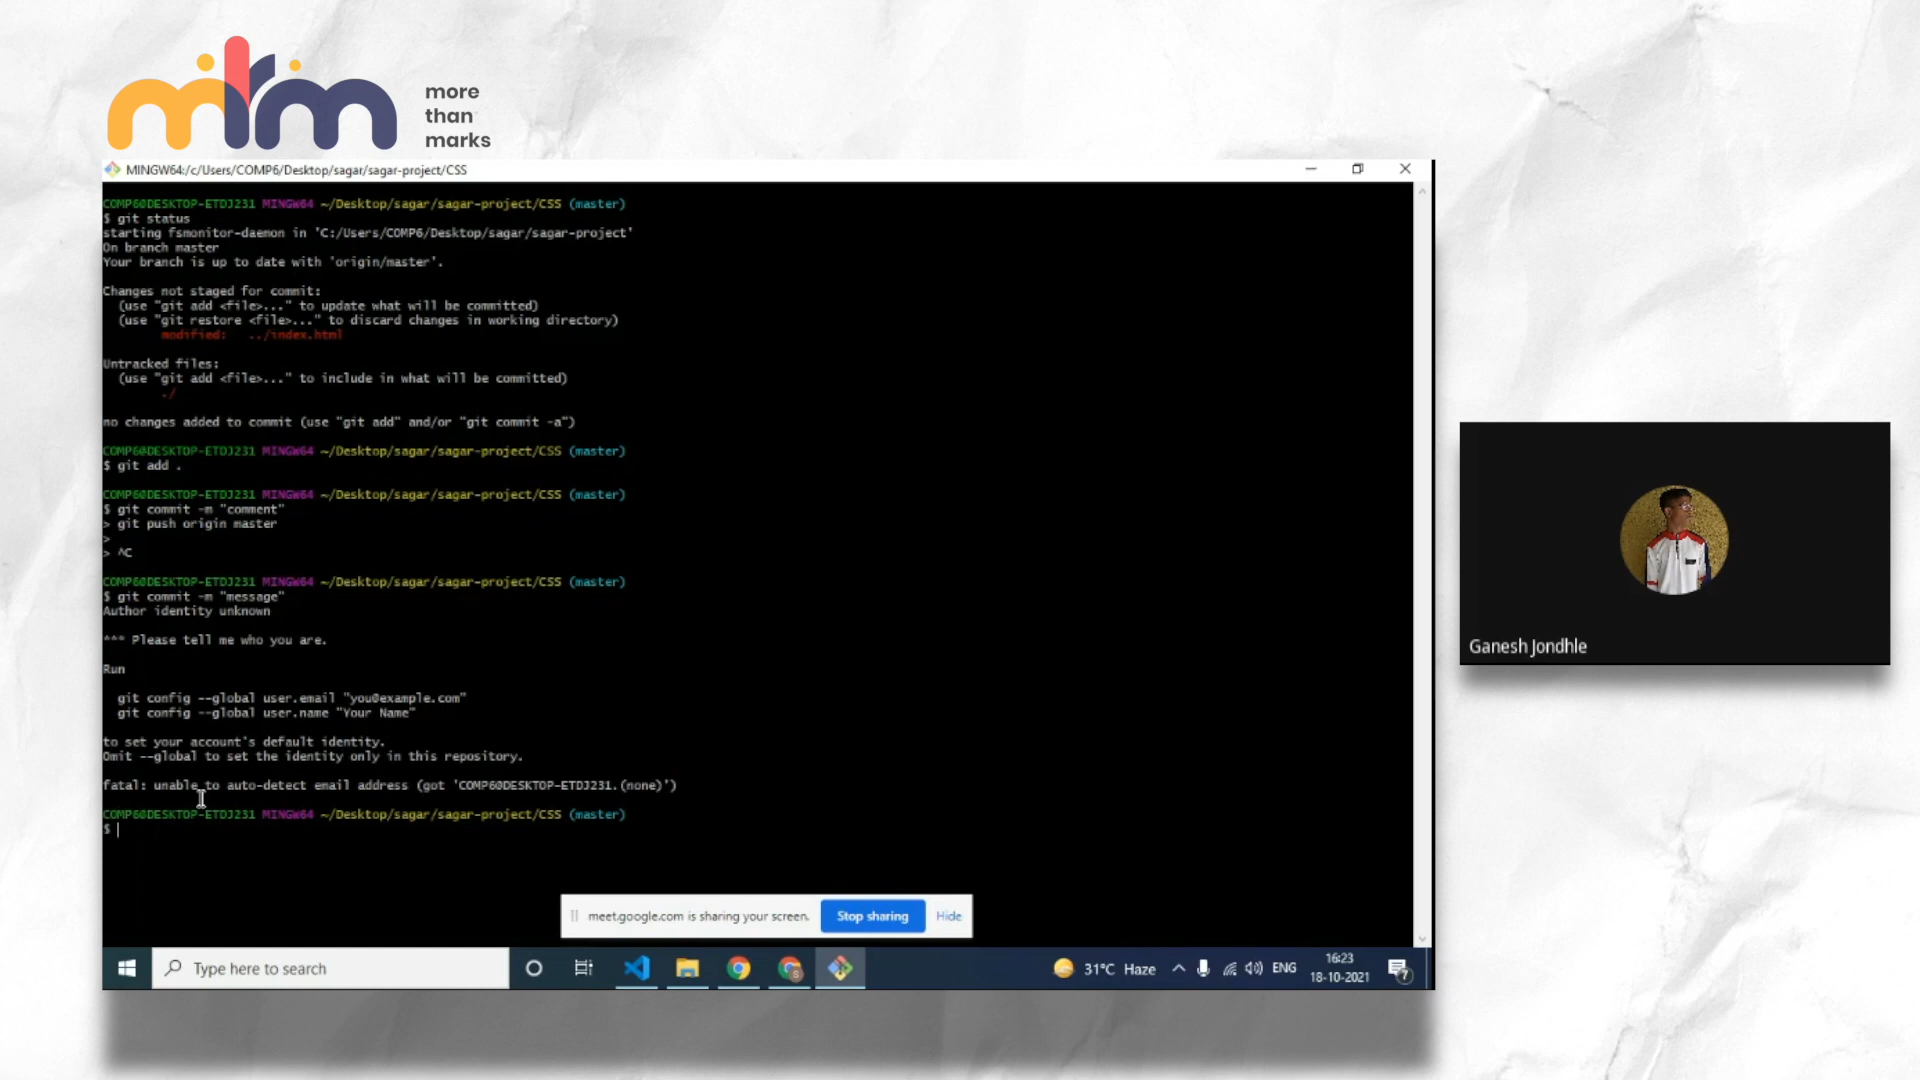 mtm
more
than
marks
MINGW64:/c/Users/COMP6/Desktop/sagar/sagar-project/CSS
COMP6@DESKTOP-ETDJ231 MINGW64 ~/Desktop/sagar/sagar-project/CSS (master)
$ git status
starting fsmonitor-daemon in 'C:/Users/COMP6/Desktop/sagar/sagar-project'
On branch master
Your branch is up to date with 'origin/master'.
Changes not staged for commit:
(use "git add <file>..." to update what will be committed)
(use "git restore <file>..." to discard changes in working directory)
modified: ../index.html
Untracked files:
(use "git add <file>..." to include in what will be committed)
./
no changes added to commit (use "git add" and/or "git commit -a")
COMP6@DESKTOP-ETDJ231 MINGW64 ~/Desktop/sagar/sagar-project/CSS (master)
$ git add .
COMP6@DESKTOP-ETDJ231 MINGW64 ~/Desktop/sagar/sagar-project/CSS (master)
$ git commit -m "comment"
> git push origin master
>
> ^C
COMP6@DESKTOP-ETDJ231 MINGW64 ~/Desktop/sagar/sagar-project/CSS (master)
$ git commit -m "message"
Author identity unknown
*** Please tell me who you are.
Run
git config --global user.email "you@example.com"
git config --global user.name "Your Name"
to set your account's default identity.
Omit --global to set the identity only in this repository.
fatal: unable to auto-detect email address (got 'COMP6@DESKTOP-ETDJ231.(none)')
COMP6@DESKTOP-ETDJ231 MINGW64 ~/Desktop/sagar/sagar-project/CSS (master)
$
Ganesh Jondhle
meet.google.com is sharing your screen.
Stop sharing
Hide
Type here to search
31°C Haze
ENG
16:23
18-10-2021
7